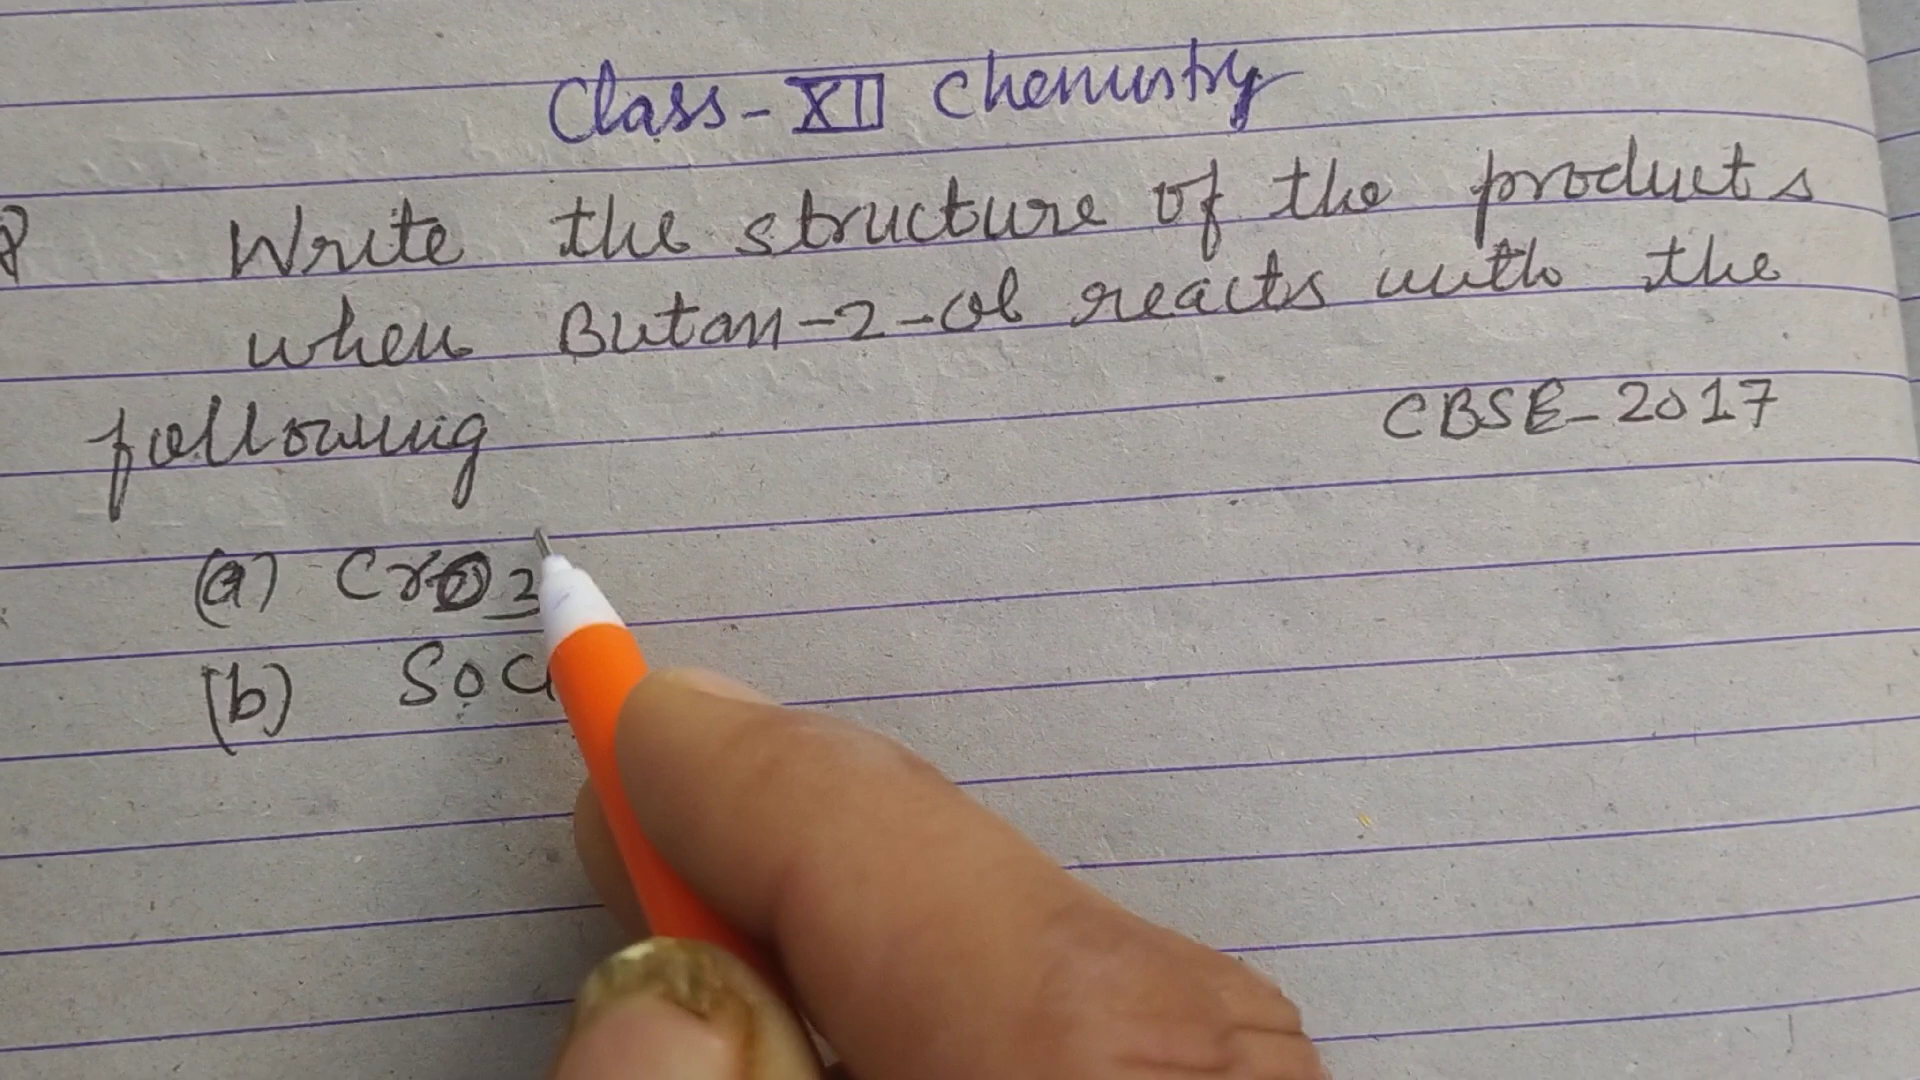 Class-XII Chemistry
Write the structure of the products
when Butan-2-ol reacts with the
following
CBSE-2017
(a) CrO3
(b) SOCl